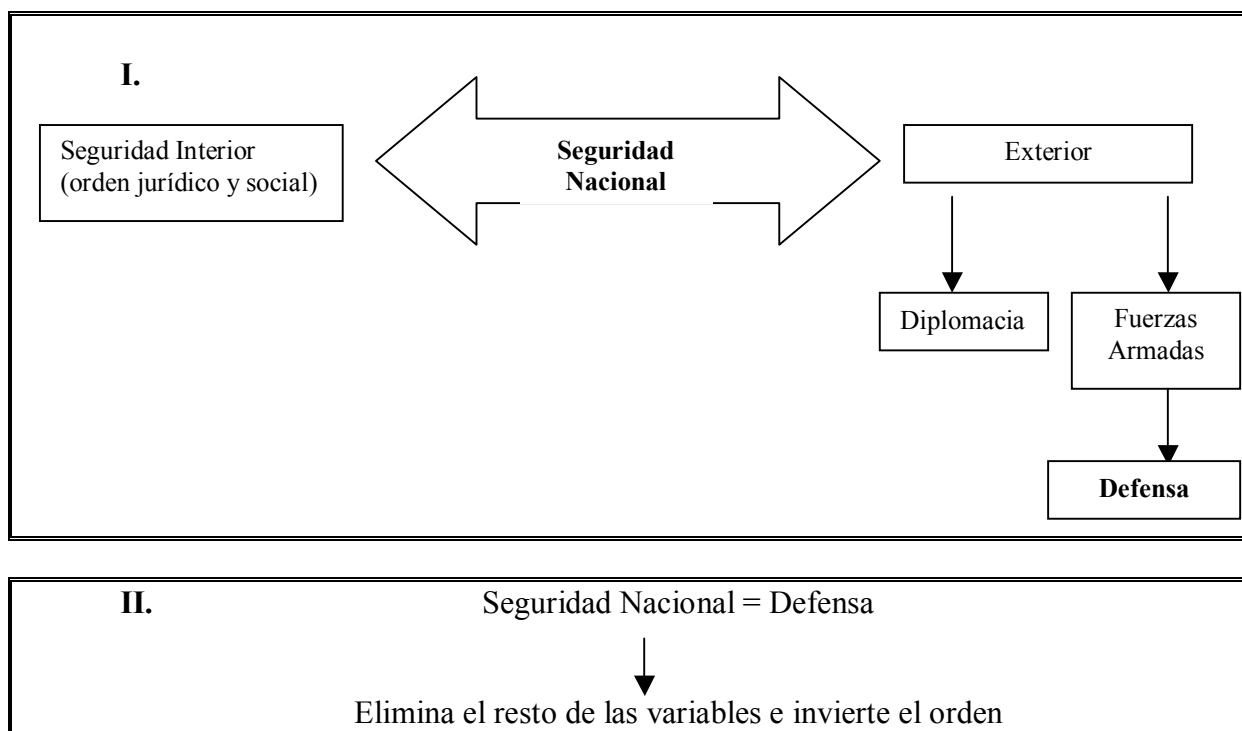 I.
Seguridad Interior
(orden jurídico y social)
Seguridad
Nacional
Exterior
Diplomacia
Fuerzas
Armadas
Defensa
II.
Seguridad Nacional = Defensa
Elimina el resto de las variables e invierte el orden